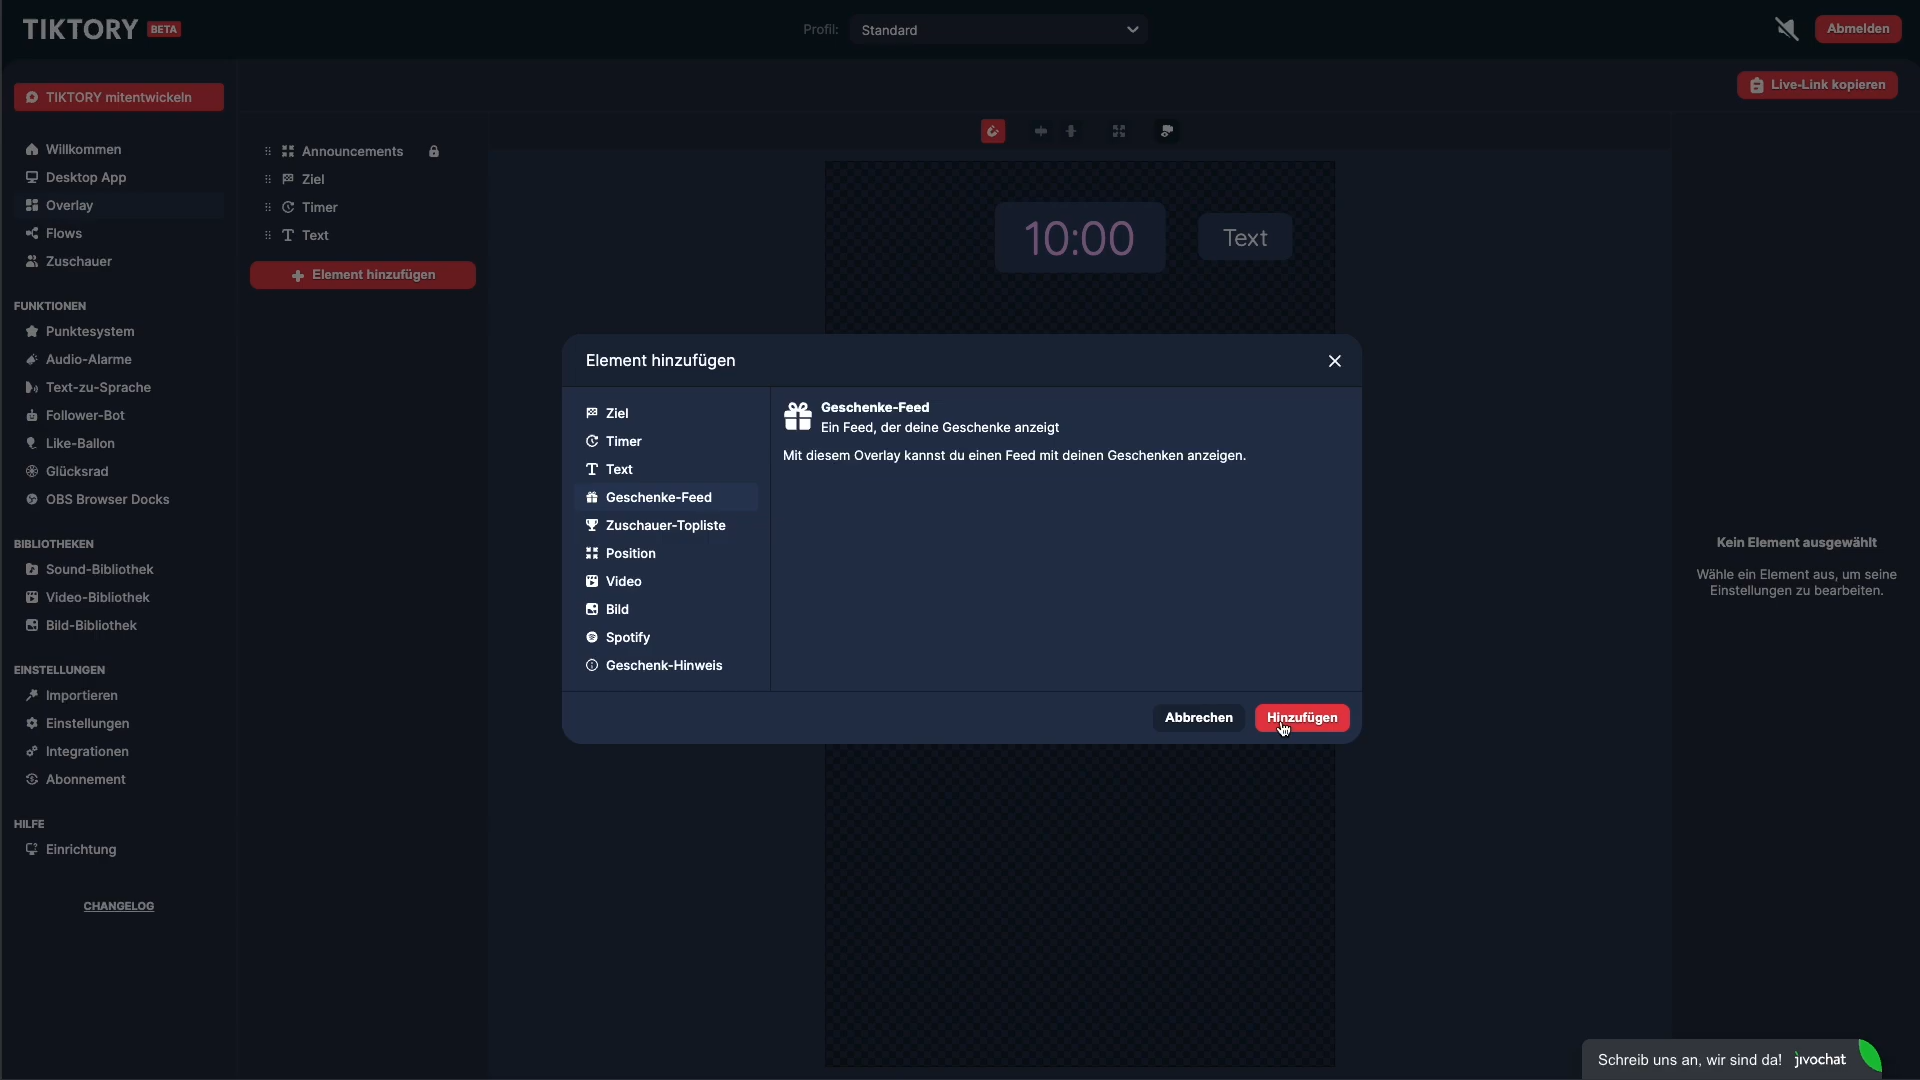 TIKTORY BETA
Profil: Standard
Abmelden
TIKTORY mitentwickeln
Live-Link kopieren
Willkommen
Desktop App
Overlay
Flows
Zuschauer
FUNKTIONEN
Punktesystem
Audio-Alarme
Text-zu-Sprache
Follower-Bot
Like-Ballon
Glücksrad
OBS Browser Docks
BIBLIOTHEKEN
Sound-Bibliothek
Video-Bibliothek
Bild-Bibliothek
EINSTELLUNGEN
Importieren
Einstellungen
Integrationen
Abonnement
HILFE
Einrichtung
CHANGELOG
Announcements
Ziel
Timer
Text
Element hinzufügen
10:00
Text
Element hinzufügen
Ziel
Timer
Text
Geschenke-Feed
Zuschauer-Topliste
Position
Video
Bild
Spotify
Geschenk-Hinweis
Geschenke-Feed
Ein Feed, der deine Geschenke anzeigt
Mit diesem Overlay kannst du einen Feed mit deinen Geschenken anzeigen.
Abbrechen
Hinzufügen
Kein Element ausgewählt
Wähle ein Element aus, um seine
Einstellungen zu bearbeiten.
Schreib uns an, wir sind da! jivochat